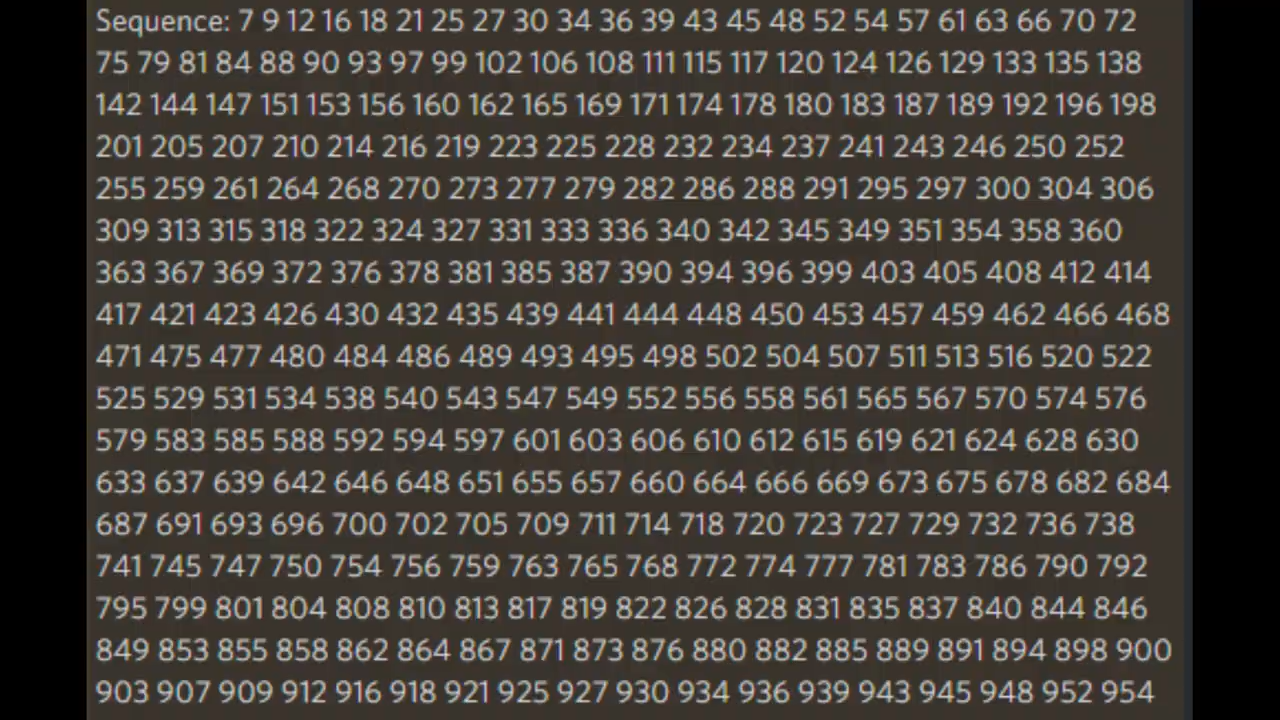 Sequence: 7 9 12 16 18 21 25 27 30 34 36 39 43 45 48 52 54 57 61 63 66 70 72
75 79 81 84 88 90 93 97 99 102 106 108 111 115 117 120 124 126 129 133 135 138
142 144 147 151 153 156 160 162 165 169 171 174 178 180 183 187 189 192 196 198
201 205 207 210 214 216 219 223 225 228 232 234 237 241 243 246 250 252
255 259 261 264 268 270 273 277 279 282 286 288 291 295 297 300 304 306
309 313 315 318 322 324 327 331 333 336 340 342 345 349 351 354 358 360
363 367 369 372 376 378 381 385 387 390 394 396 399 403 405 408 412 414
417 421 423 426 430 432 435 439 441 444 448 450 453 457 459 462 466 468
471 475 477 480 484 486 489 493 495 498 502 504 507 511 513 516 520 522
525 529 531 534 538 540 543 547 549 552 556 558 561 565 567 570 574 576
579 583 585 588 592 594 597 601 603 606 610 612 615 619 621 624 628 630
633 637 639 642 646 648 651 655 657 660 664 666 669 673 675 678 682 684
687 691 693 696 700 702 705 709 711 714 718 720 723 727 729 732 736 738
741 745 747 750 754 756 759 763 765 768 772 774 777 781 783 786 790 792
795 799 801 804 808 810 813 817 819 822 826 828 831 835 837 840 844 846
849 853 855 858 862 864 867 871 873 876 880 882 885 889 891 894 898 900
903 907 909 912 916 918 921 925 927 930 934 936 939 943 945 948 952 954